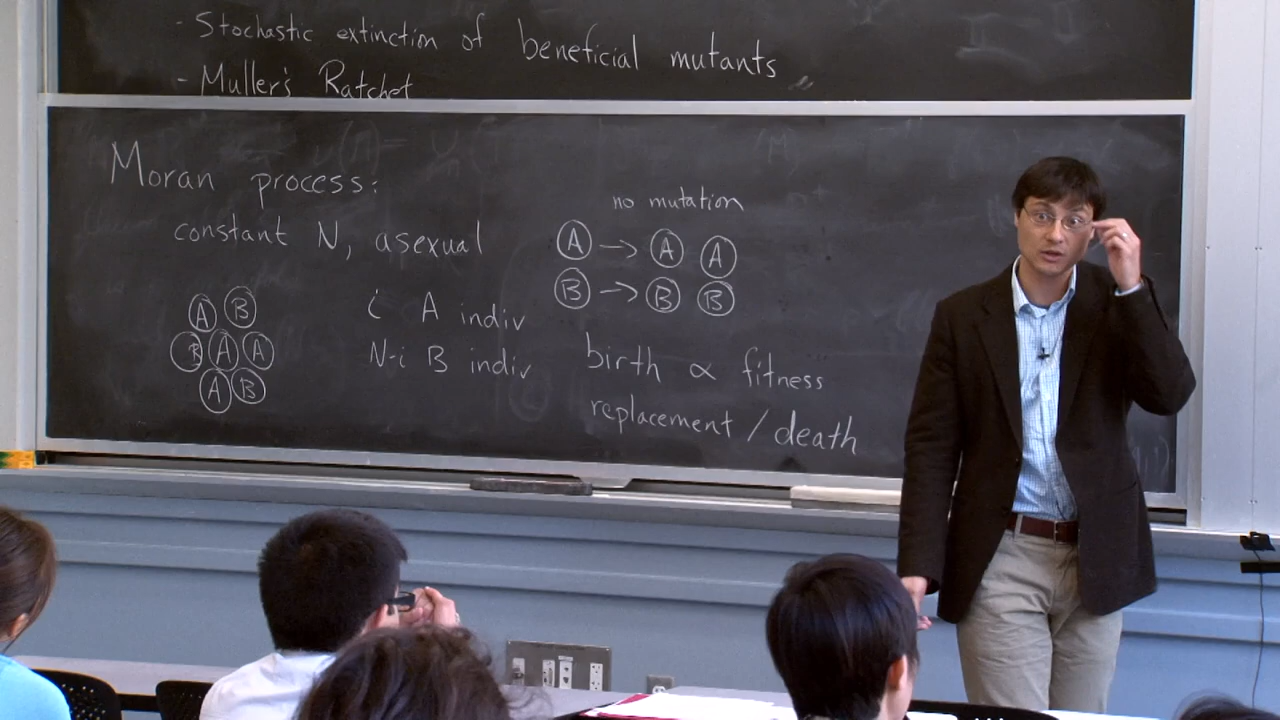 - Stochastic extinction of beneficial mutants
- Muller's Ratchet
Moran process:
constant N, asexual
A B
B A A
A B
i A indiv
N-i B indiv
no mutation
A → A A
B → B B
birth ∝ fitness
replacement / death